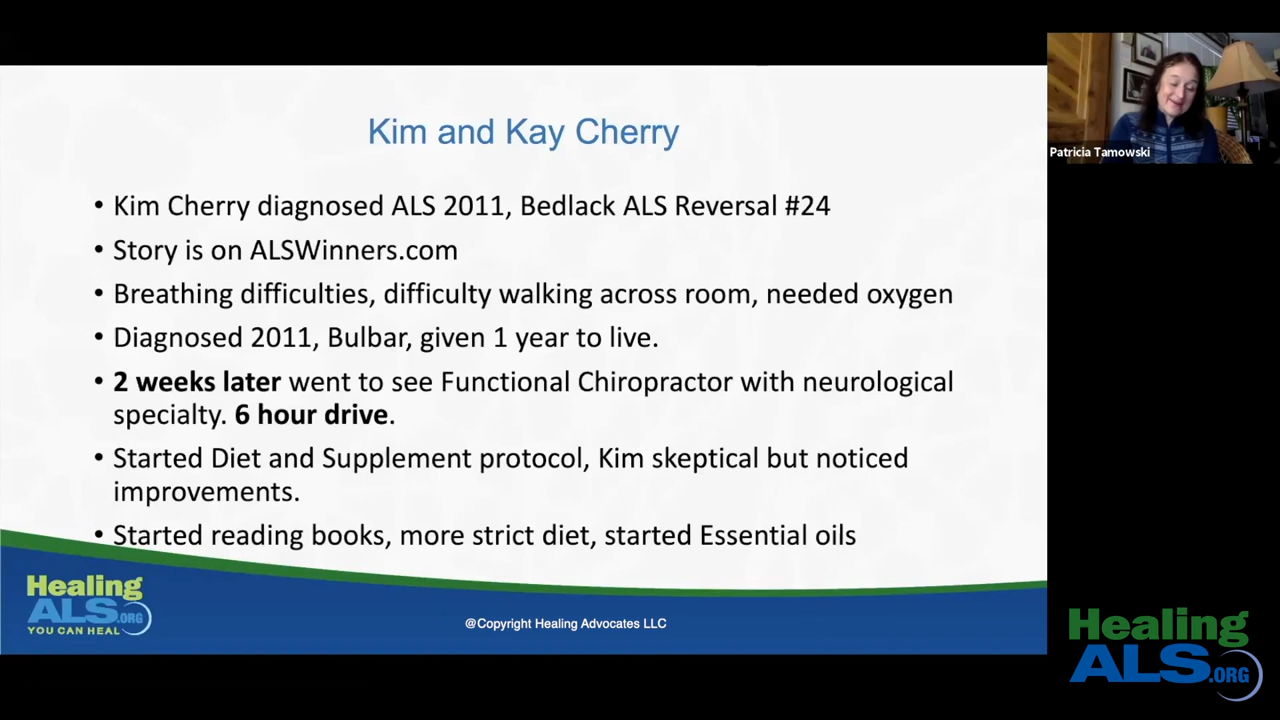 Kim and Kay Cherry
• Kim Cherry diagnosed ALS 2011, Bedlack ALS Reversal #24
• Story is on ALSWinners.com
• Breathing difficulties, difficulty walking across room, needed oxygen
• Diagnosed 2011, Bulbar, given 1 year to live.
• 2 weeks later went to see Functional Chiropractor with neurological
specialty. 6 hour drive.
• Started Diet and Supplement protocol, Kim skeptical but noticed
improvements.
• Started reading books, more strict diet, started Essential oils
Healing
ALS.ORG
YOU CAN HEAL
@Copyright Healing Advocates LLC
Patricia Tamowski
Healing
ALS.ORG